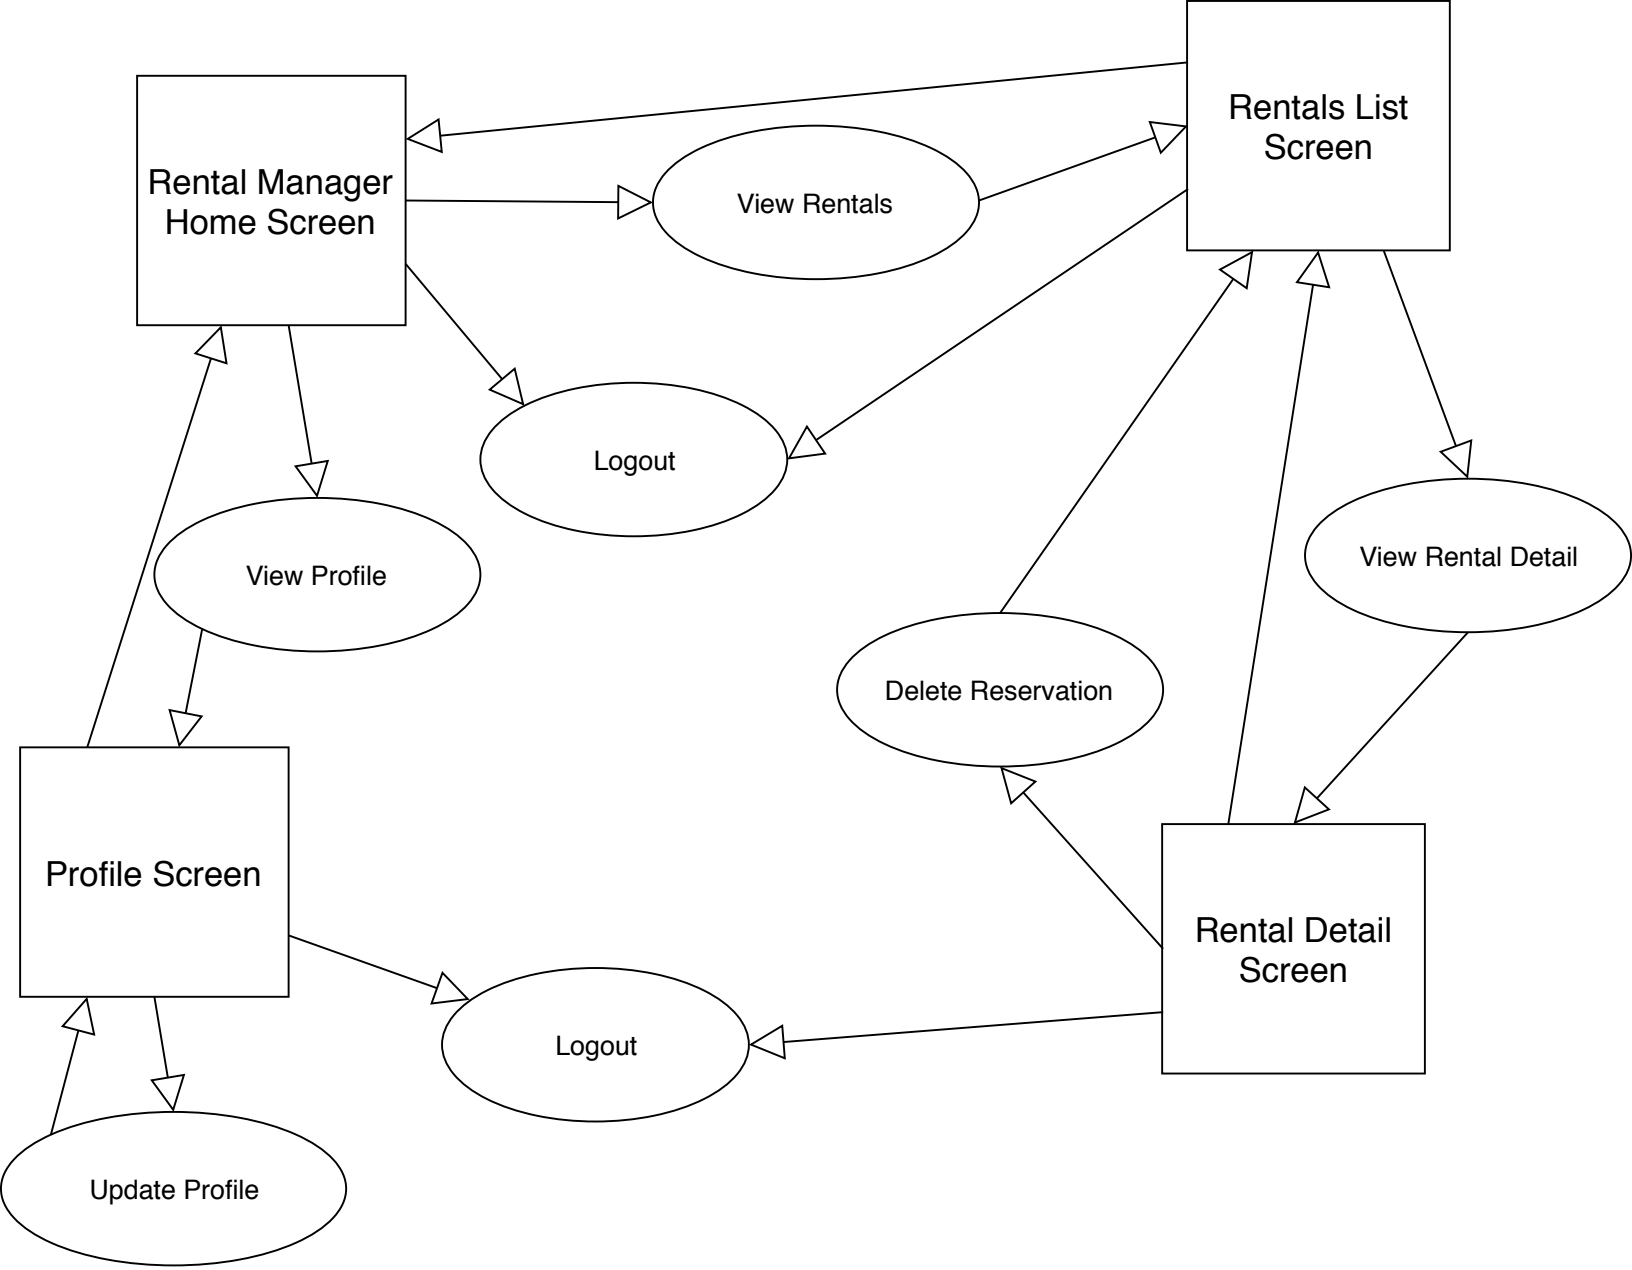 Rentals List
Screen
Rental Manager
Home Screen
View Rentals
Logout
View Rental Detail
View Profile
Delete Reservation
Profile Screen
Rental Detail
Screen
Logout
Update Profile